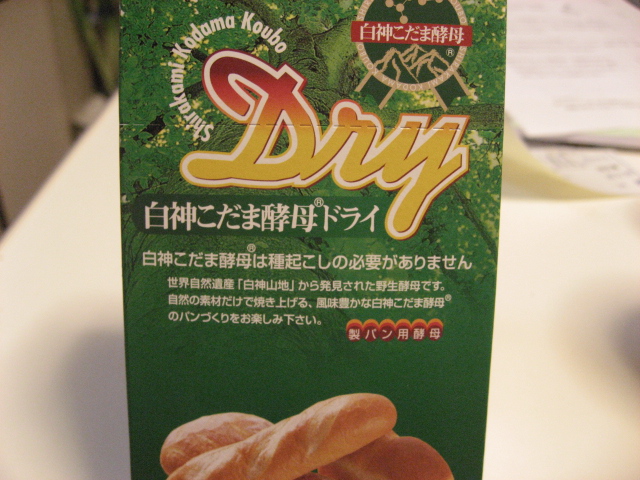 Shirakami Kodama Koubo
白神こだま酵母®
Dry
白神こだま酵母®ドライ
白神こだま酵母®は種起こしの必要がありません
世界自然遺産「白神山地」から発見された野生酵母です。
自然の素材だけで焼き上げる、風味豊かな白神こだま酵母®
のパンづくりをお楽しみ下さい。
製パン用酵母